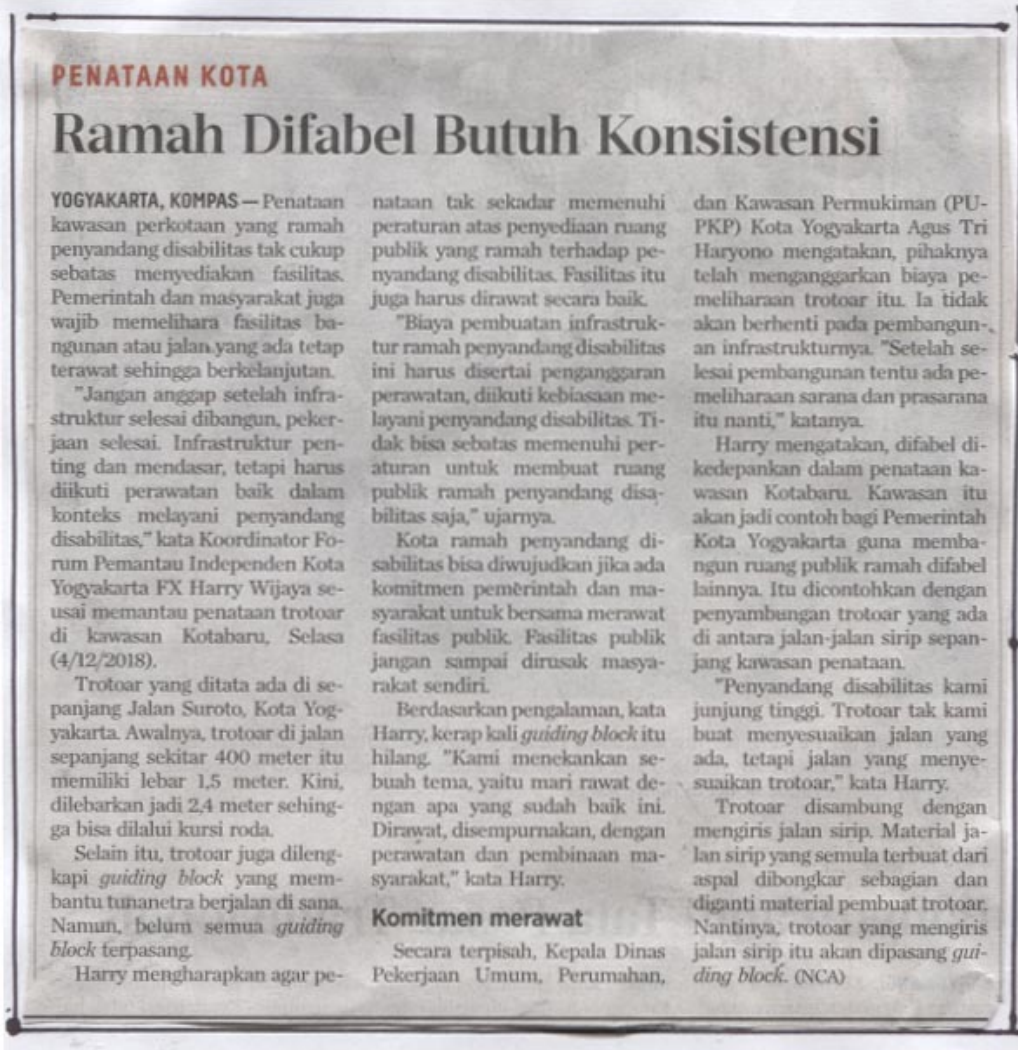 PENATAAN KOTA
Ramah Difabel Butuh Konsistensi
YOGYAKARTA, KOMPAS — Penataan
kawasan perkotaan yang ramah
penyandang disabilitas tak cukup
sebatas menyediakan fasilitas.
Pemerintah dan masyarakat juga
wajib memelihara fasilitas ba-
ngunan atau jalan yang ada tetap
terawat sehingga berkelanjutan.
"Jangan anggap setelah infra-
struktur selesai dibangun, peker-
jaan selesai. Infrastruktur pen-
ting dan mendasar, tetapi harus
diikuti perawatan baik dalam
konteks melayani penyandang
disabilitas," kata Koordinator Fo-
rum Pemantau Independen Kota
Yogyakarta FX Harry Wijaya se-
usai memantau penataan trotoar
di kawasan Kotabaru, Selasa
(4/12/2018).
Trotoar yang ditata ada di se-
panjang Jalan Suroto, Kota Yog-
yakarta. Awalnya, trotoar di jalan
sepanjang sekitar 400 meter itu
memiliki lebar 1,5 meter. Kini,
dilebarkan jadi 2,4 meter sehing-
ga bisa dilalui kursi roda.
Selain itu, trotoar juga dileng-
kapi guiding block yang mem-
bantu tunanetra berjalan di sana.
Namun, belum semua guiding
block terpasang.
Harry mengharapkan agar pe-
nataan tak sekadar memenuhi
peraturan atas penyediaan ruang
publik yang ramah terhadap pe-
nyandang disabilitas. Fasilitas itu
juga harus dirawat secara baik.
"Biaya pembuatan infrastruk-
tur ramah penyandang disabilitas
ini harus disertai penganggaran
perawatan, diikuti kebiasaan me-
layani penyandang disabilitas. Ti-
dak bisa sebatas memenuhi per-
aturan untuk membuat ruang
publik ramah penyandang disa-
bilitas saja," ujarnya.
Kota ramah penyandang di-
sabilitas bisa diwujudkan jika ada
komitmen pemerintah dan ma-
syarakat untuk bersama merawat
fasilitas publik. Fasilitas publik
jangan sampai dirusak masya-
rakat sendiri.
Berdasarkan pengalaman, kata
Harry, kerap kali guiding block itu
hilang. "Kami menekankan se-
buah tema, yaitu mari rawat de-
ngan apa yang sudah baik ini.
Dirawat, disempurnakan, dengan
perawatan dan pembinaan ma-
syarakat," kata Harry.
Komitmen merawat
Secara terpisah, Kepala Dinas
Pekerjaan Umum, Perumahan,
dan Kawasan Permukiman (PU-
PKP) Kota Yogyakarta Agus Tri
Haryono mengatakan, pihaknya
telah menganggarkan biaya pe-
meliharaan trotoar itu. Ia tidak
akan berhenti pada pembangun-
an infrastrukturnya. "Setelah se-
lesai pembangunan tentu ada pe-
meliharaan sarana dan prasarana
itu nanti," katanya.
Harry mengatakan, difabel di-
kedepankan dalam penataan ka-
wasan Kotabaru. Kawasan itu
akan jadi contoh bagi Pemerintah
Kota Yogyakarta guna memba-
ngun ruang publik ramah difabel
lainnya. Itu dicontohkan dengan
penyambungan trotoar yang ada
di antara jalan-jalan sirip sepan-
jang kawasan penataan.
"Penyandang disabilitas kami
junjung tinggi. Trotoar tak kami
buat menyesuaikan jalan yang
ada, tetapi jalan yang menye-
suaikan trotoar," kata Harry.
Trotoar disambung dengan
mengiris jalan sirip. Material ja-
lan sirip yang semula terbuat dari
aspal dibongkar sebagian dan
diganti material pembuat trotoar.
Nantinya, trotoar yang mengiris
jalan sirip itu akan dipasang gui-
ding block. (NCA)